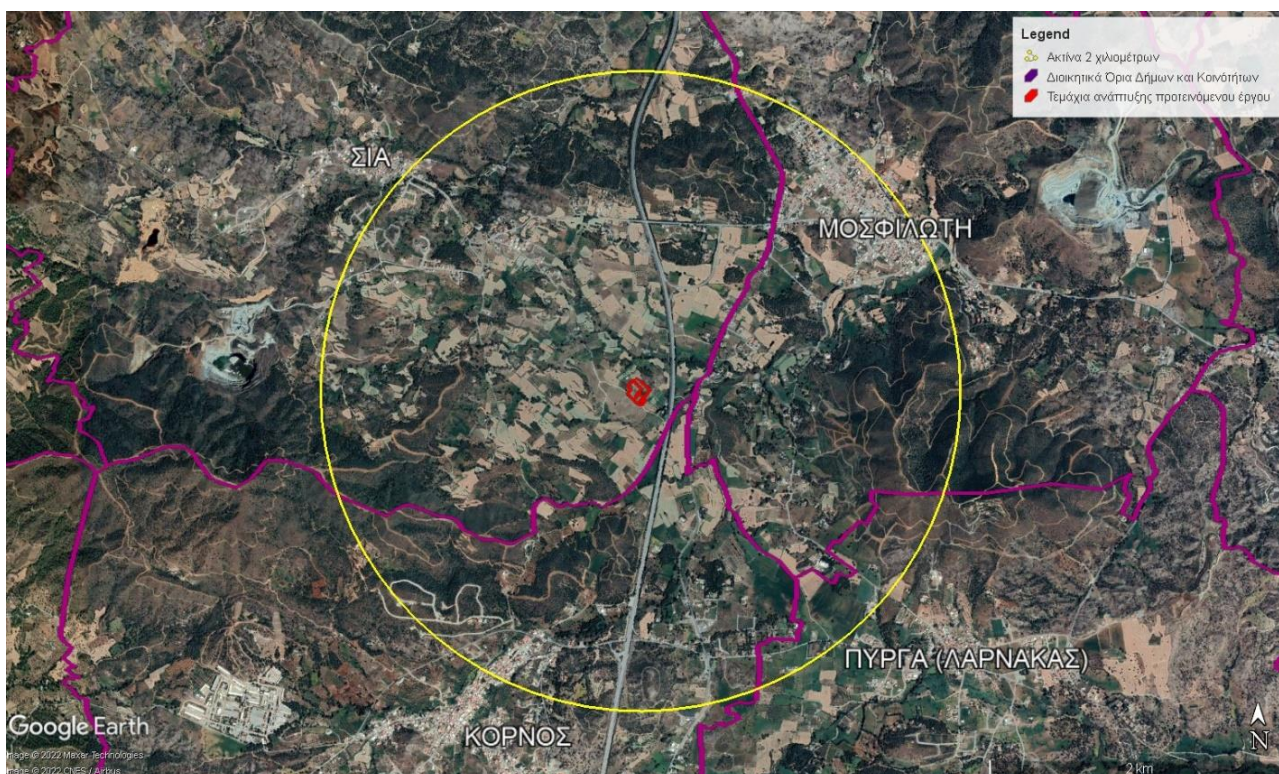 Legend
Ακτίνα 2 χιλιομέτρων
Διοικητικά Όρια Δήμων και Κοινότήτων
Τεμάχια ανάπτυξης προτεινόμενου έργου
ΣΙΑ
ΜΟΣΦΙΛΩΤΗ
ΠΥΡΓΑ (ΛΑΡΝΑΚΑΣ)
ΚΟΡΝΟΣ
Google Earth
Image © 2022 Maxar Technologies
Image © 2022 CNES / Airbus
N
2 km